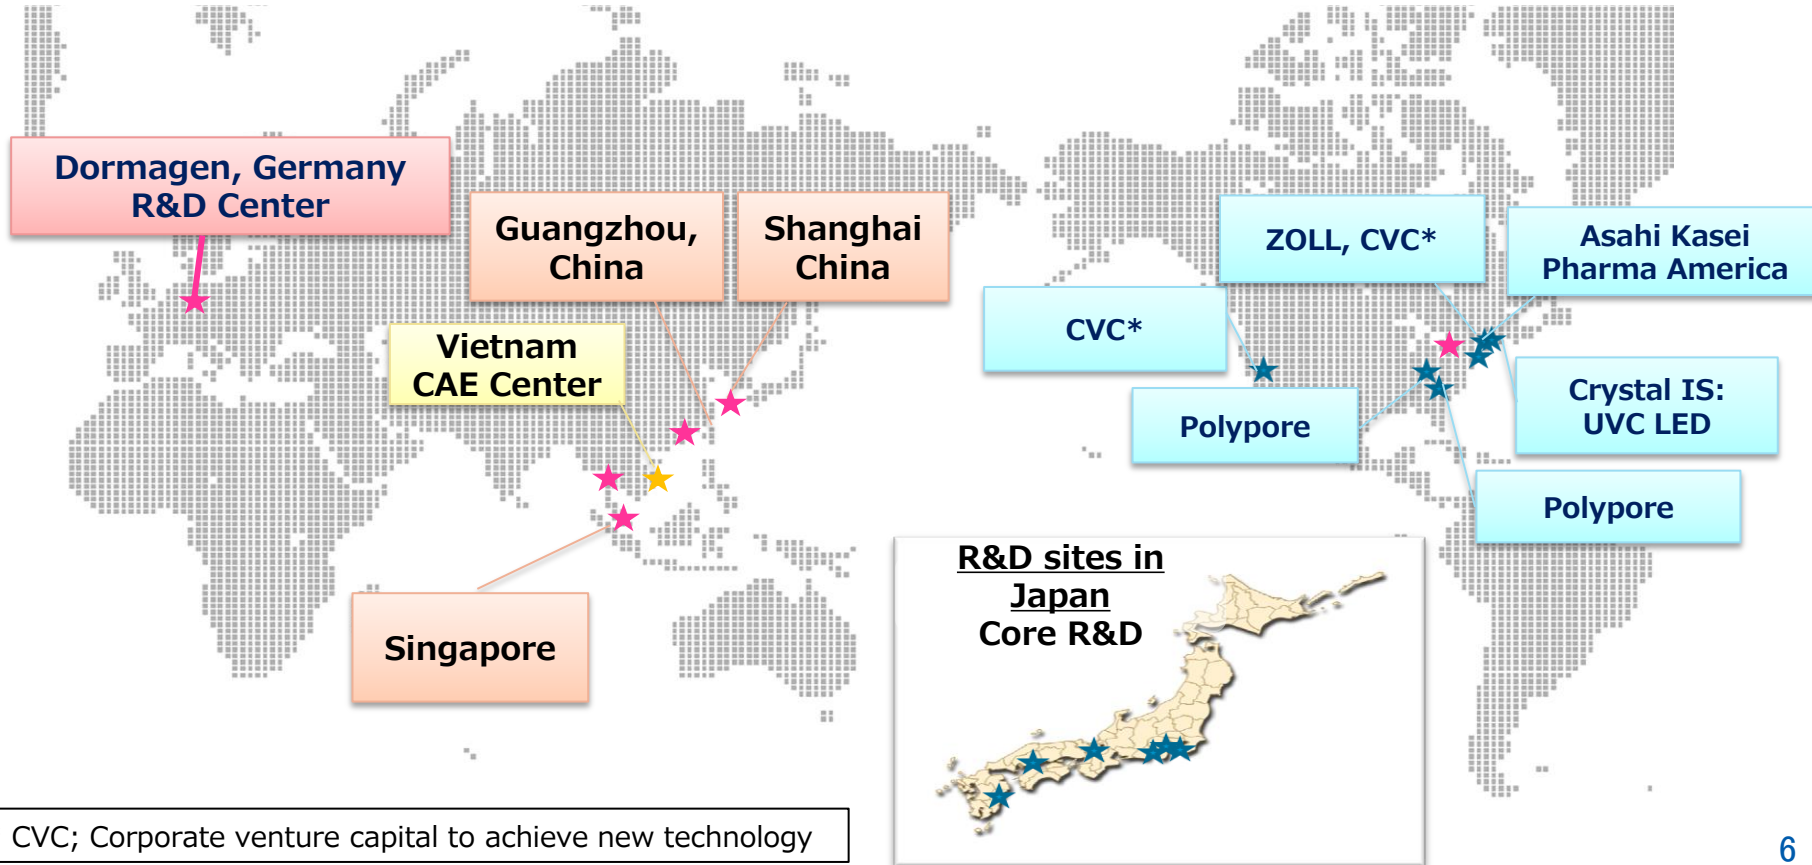 Dormagen, Germany
R&D Center
Guangzhou,
China
Shanghai
China
Vietnam
CAE Center
Singapore
ZOLL, CVC*
Asahi Kasei
Pharma America
CVC*
Polypore
Crystal IS:
UVC LED
Polypore
R&D sites in
Japan
Core R&D
CVC; Corporate venture capital to achieve new technology
6